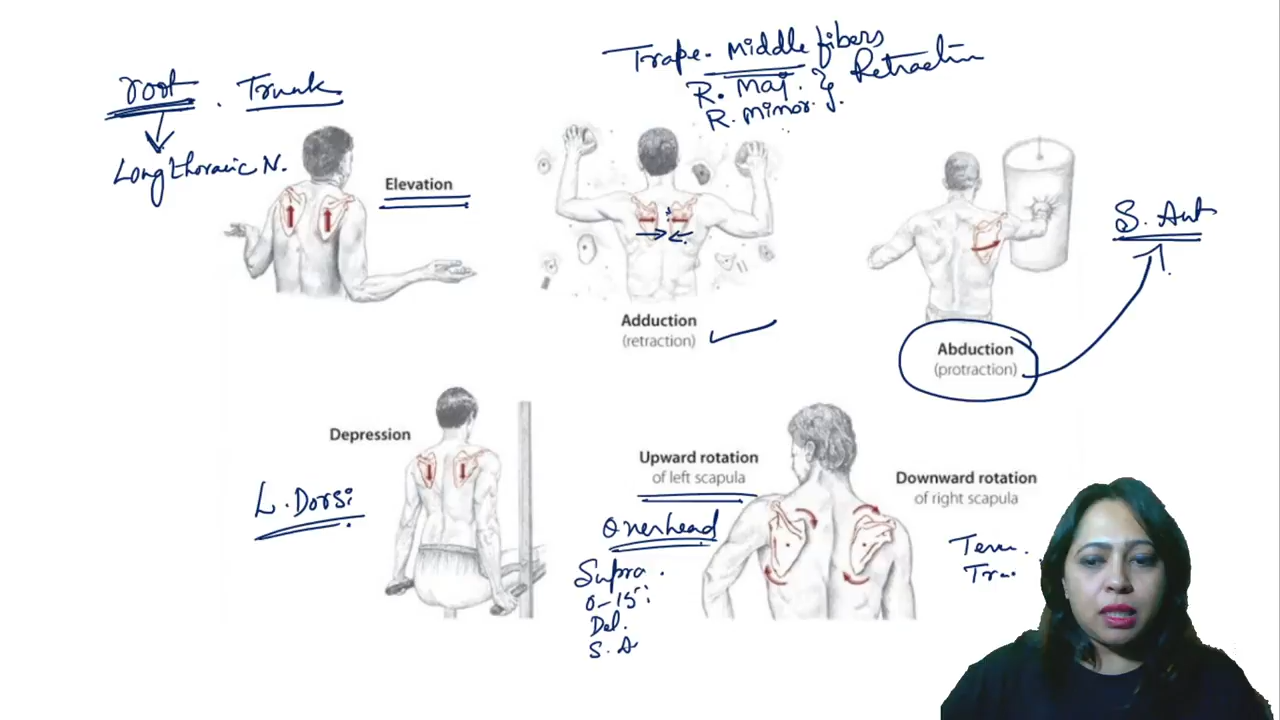 Trape. Middle fibers
R. Maj. } Retraction
R. minor.
root . Trunk
Long thoracic N.
Elevation
S. Ant
Adduction
(retraction)
Abduction
(protraction)
Depression
L. Dorsi
Upward rotation
of left scapula
Downward rotation
of right scapula
Overhead
Supra.
0-15
Del.
S. A